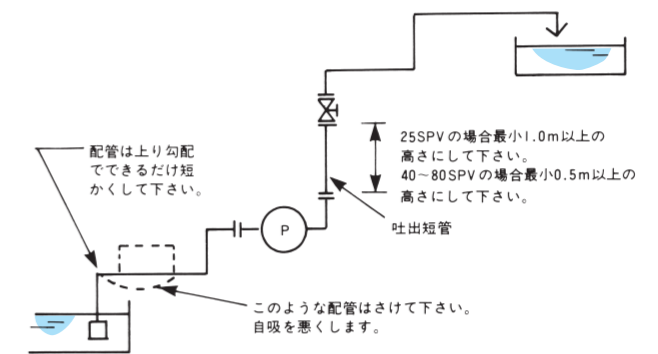 25SPVの場合最小1.0m以上の
高さにして下さい。
40〜80SPVの場合最小0.5m以上の
高さにして下さい。
配管は上り勾配
でできるだけ短
かくして下さい。
吐出短管
P
このような配管はさけて下さい。
自吸を悪くします。